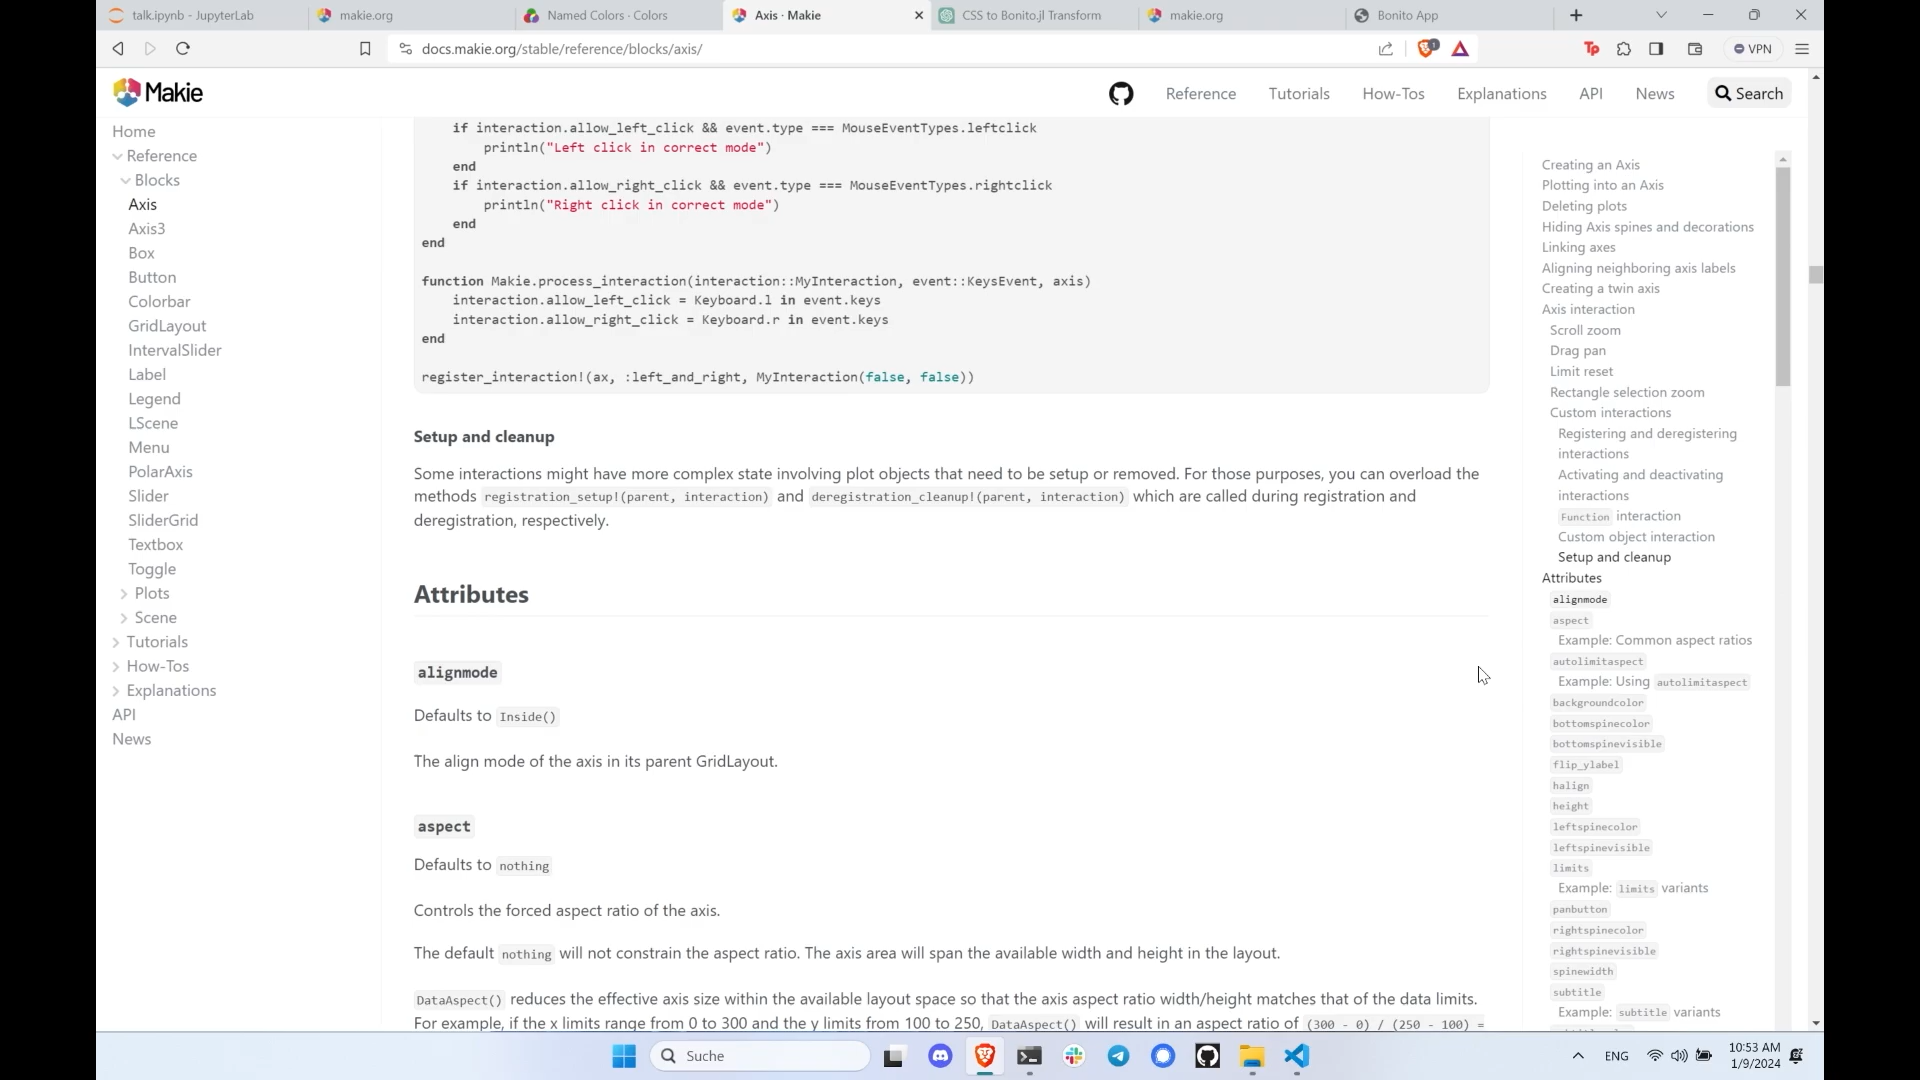 talk.ipynb - JupyterLab
makie.org
Named Colors · Colors
Axis · Makie
CSS to Bonito.jl Transform
makie.org
Bonito App
docs.makie.org/stable/reference/blocks/axis/
1
Tp
VPN
Makie
Reference
Tutorials
How-Tos
Explanations
API
News
Search
Home
Reference
Blocks
Axis
Axis3
Box
Button
Colorbar
GridLayout
IntervalSlider
Label
Legend
LScene
Menu
PolarAxis
Slider
SliderGrid
Textbox
Toggle
Plots
Scene
Tutorials
How-Tos
Explanations
API
News
if interaction.allow_left_click && event.type === MouseEventTypes.leftclick
println("Left click in correct mode")
end
if interaction.allow_right_click && event.type === MouseEventTypes.rightclick
println("Right click in correct mode")
end
end
function Makie.process_interaction(interaction::MyInteraction, event::KeysEvent, axis)
interaction.allow_left_click = Keyboard.l in event.keys
interaction.allow_right_click = Keyboard.r in event.keys
end
register_interaction!(ax, :left_and_right, MyInteraction(false, false))
Setup and cleanup
Some interactions might have more complex state involving plot objects that need to be setup or removed. For those purposes, you can overload the
methods registration_setup!(parent, interaction) and deregistration_cleanup!(parent, interaction) which are called during registration and
deregistration, respectively.
Attributes
alignmode
Defaults to Inside()
The align mode of the axis in its parent GridLayout.
aspect
Defaults to nothing
Controls the forced aspect ratio of the axis.
The default nothing will not constrain the aspect ratio. The axis area will span the available width and height in the layout.
DataAspect() reduces the effective axis size within the available layout space so that the axis aspect ratio width/height matches that of the data limits.
For example, if the x limits range from 0 to 300 and the y limits from 100 to 250, DataAspect() will result in an aspect ratio of (300 - 0) / (250 - 100) =
Creating an Axis
Plotting into an Axis
Deleting plots
Hiding Axis spines and decorations
Linking axes
Aligning neighboring axis labels
Creating a twin axis
Axis interaction
Scroll zoom
Drag pan
Limit reset
Rectangle selection zoom
Custom interactions
Registering and deregistering
interactions
Activating and deactivating
interactions
Function interaction
Custom object interaction
Setup and cleanup
Attributes
alignmode
aspect
Example: Common aspect ratios
autolimitaspect
Example: Using autolimitaspect
backgroundcolor
bottomspinecolor
bottomspinevisible
flip_ylabel
halign
height
leftspinecolor
leftspinevisible
limits
Example: limits variants
panbutton
rightspinecolor
rightspinevisible
spinewidth
subtitle
Example: subtitle variants
Suche
ENG
10:53 AM
1/9/2024